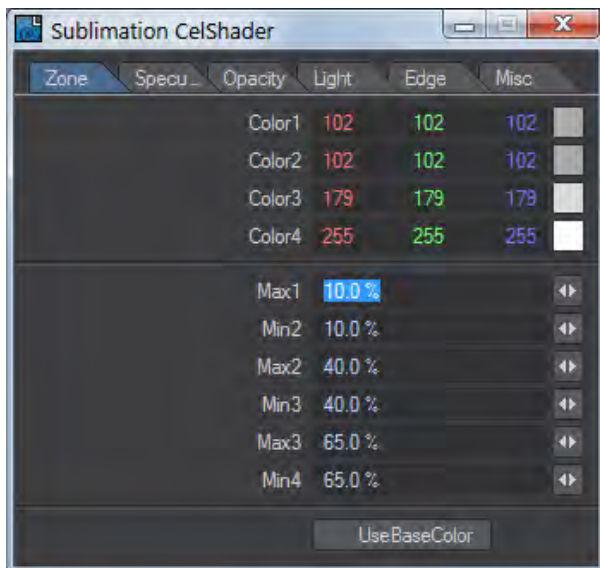 Sublimation CelShader
Zone Specu... Opacity Light Edge Misc
Color1 102 102 102
Color2 102 102 102
Color3 179 179 179
Color4 255 255 255
Max1 10.0 %
Min2 10.0 %
Max2 40.0 %
Min3 40.0 %
Max3 65.0 %
Min4 65.0 %
UseBaseColor